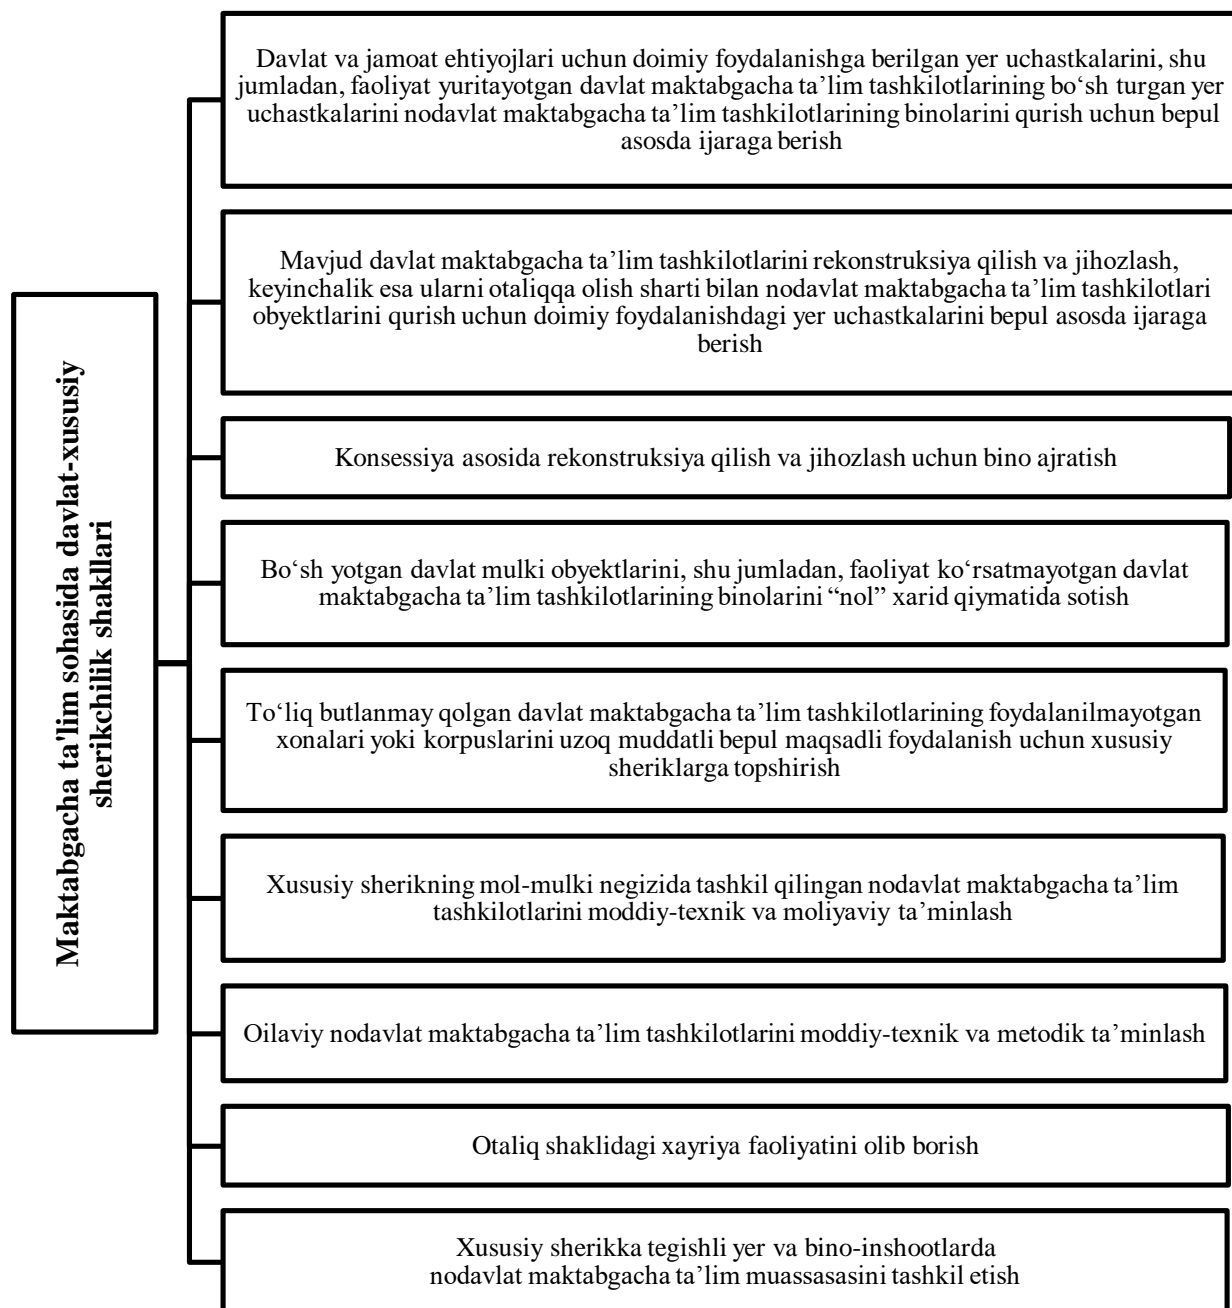 Maktabgacha ta'lim sohasida davlat-xususiy
sherikchilik shakllari
Davlat va jamoat ehtiyojlari uchun doimiy foydalanishga berilgan yer uchastkalarini, shu
jumladan, faoliyat yuritayotgan davlat maktabgacha ta’lim tashkilotlarining bo‘sh turgan yer
uchastkalarini nodavlat maktabgacha ta’lim tashkilotlarining binolarini qurish uchun bepul
asosda ijaraga berish
Mavjud davlat maktabgacha ta’lim tashkilotlarini rekonstruksiya qilish va jihozlash,
keyinchalik esa ularni otaliqqa olish sharti bilan nodavlat maktabgacha ta’lim tashkilotlari
obyektlarini qurish uchun doimiy foydalanishdagi yer uchastkalarini bepul asosda ijaraga
berish
Konsessiya asosida rekonstruksiya qilish va jihozlash uchun bino ajratish
Bo‘sh yotgan davlat mulki obyektlarini, shu jumladan, faoliyat ko‘rsatmayotgan davlat
maktabgacha ta’lim tashkilotlarining binolarini “nol” xarid qiymatida sotish
To‘liq butlanmay qolgan davlat maktabgacha ta’lim tashkilotlarining foydalanilmayotgan
xonalari yoki korpuslarini uzoq muddatli bepul maqsadli foydalanish uchun xususiy
sheriklarga topshirish
Xususiy sherikning mol-mulki negizida tashkil qilingan nodavlat maktabgacha ta’lim
tashkilotlarini moddiy-texnik va moliyaviy ta’minlash
Oilaviy nodavlat maktabgacha ta’lim tashkilotlarini moddiy-texnik va metodik ta’minlash
Otaliq shaklidagi xayriya faoliyatini olib borish
Xususiy sherikka tegishli yer va bino-inshootlarda
nodavlat maktabgacha ta’lim muassasasini tashkil etish